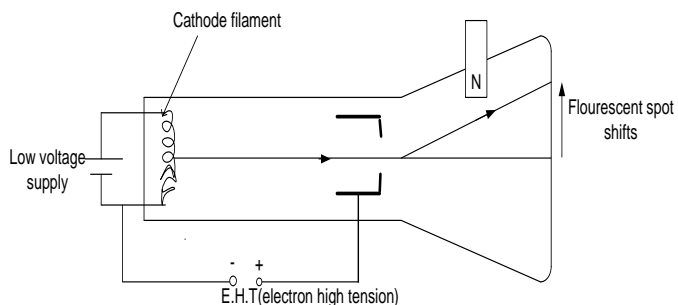 Cathode filament
N
Flourescent spot
shifts
Low voltage
supply
- +
E.H.T(electron high tension)